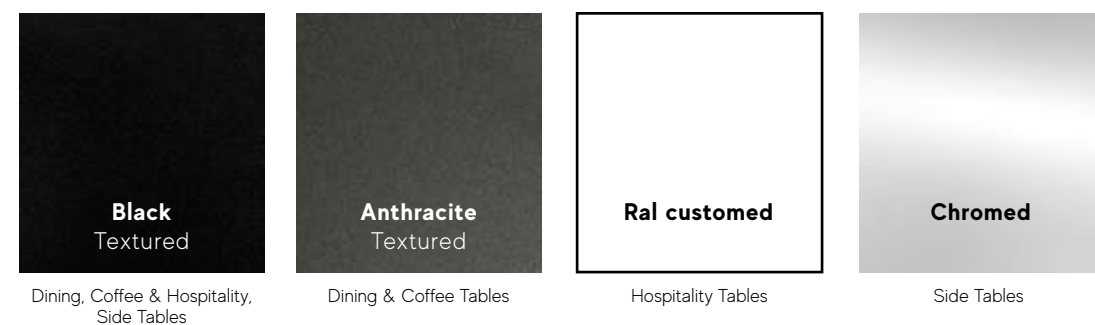 Black
Textured
Dining, Coffee & Hospitality,
Side Tables
Anthracite
Textured
Dining & Coffee Tables
Ral customed
Hospitality Tables
Chromed
Side Tables